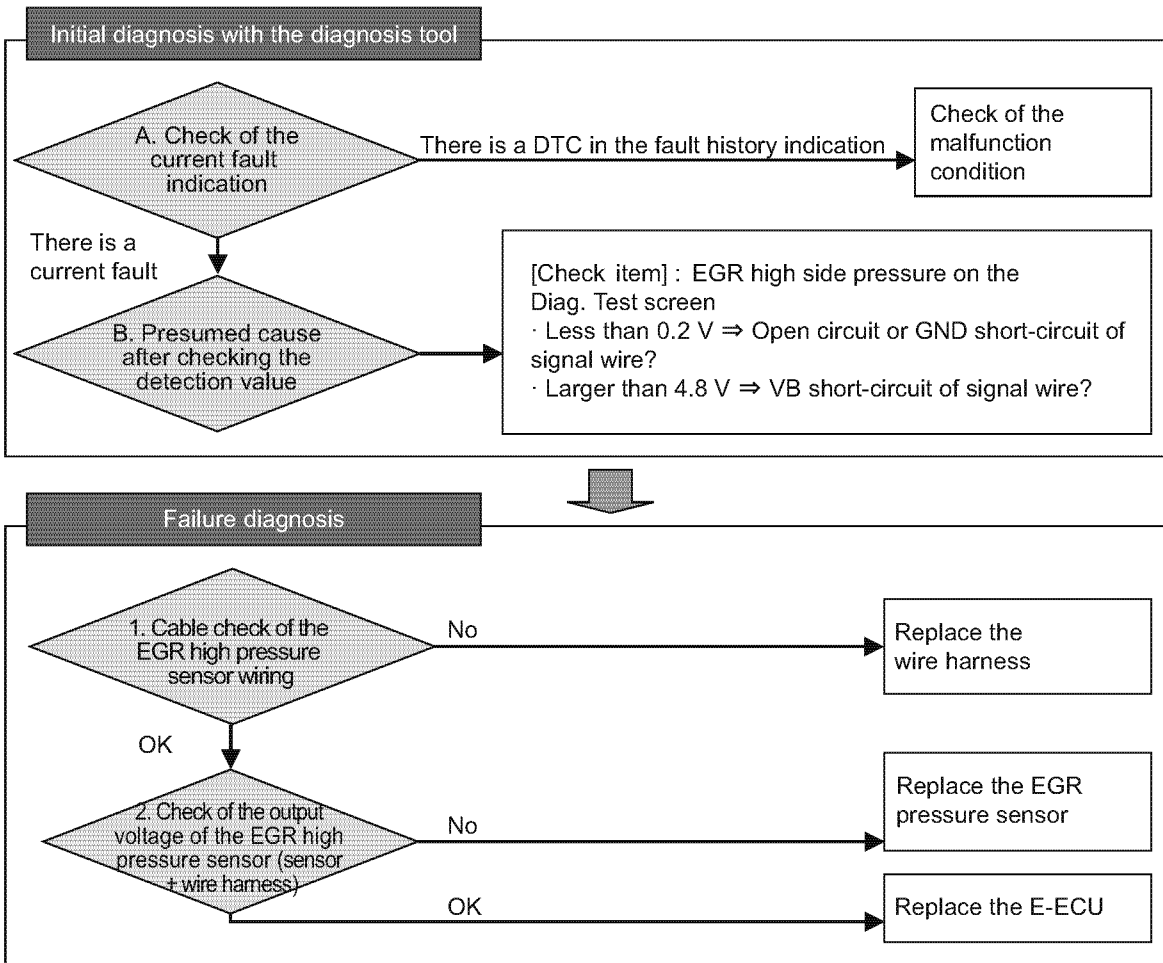 Initial diagnosis with the diagnosis tool
A. Check of the
current fault
indication
There is a DTC in the fault history indication
Check of the
malfunction
condition
There is a
current fault
B. Presumed cause
after checking the
detection value
[Check item] : EGR high side pressure on the
Diag. Test screen
· Less than 0.2 V ⇒ Open circuit or GND short-circuit of
signal wire?
· Larger than 4.8 V ⇒ VB short-circuit of signal wire?
Failure diagnosis
1. Cable check of the
EGR high pressure
sensor wiring
No
Replace the
wire harness
OK
2. Check of the output
voltage of the EGR high
pressure sensor (sensor
+ wire harness)
No
Replace the EGR
pressure sensor
OK
Replace the E-ECU